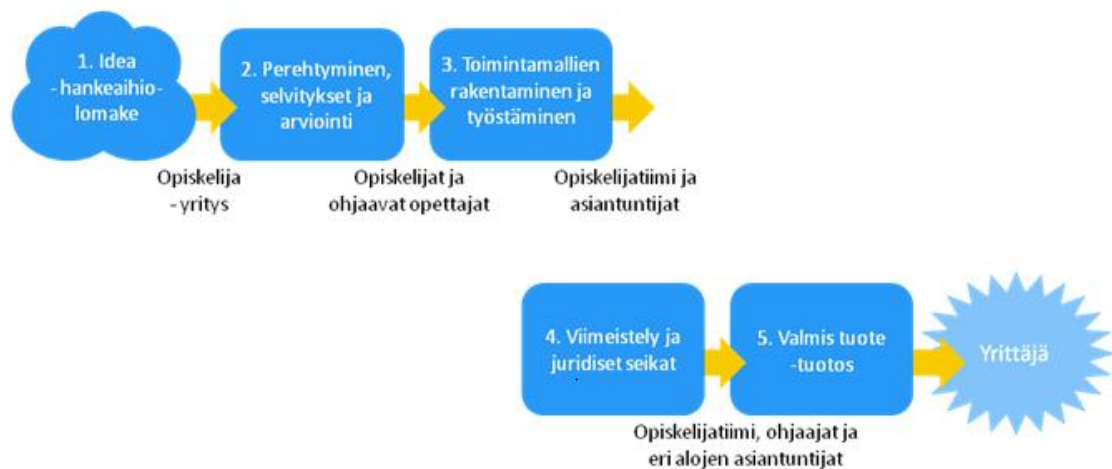 1. Idea
-hankeaihio-
lomake
2. Perehtyminen,
selvitykset ja
arviointi
3. Toimintamallien
rakentaminen ja
työstäminen
Opiskelija
-yritys
Opiskelijat ja
ohjaavat opettajat
Opiskelijatiimi ja
asiantuntijat
4. Viimeistely ja
juridiset seikat
5. Valmis tuote
-tuotos
Yrittäjä
Opiskelijatiimi, ohjaajat ja
eri alojen asiantuntijat